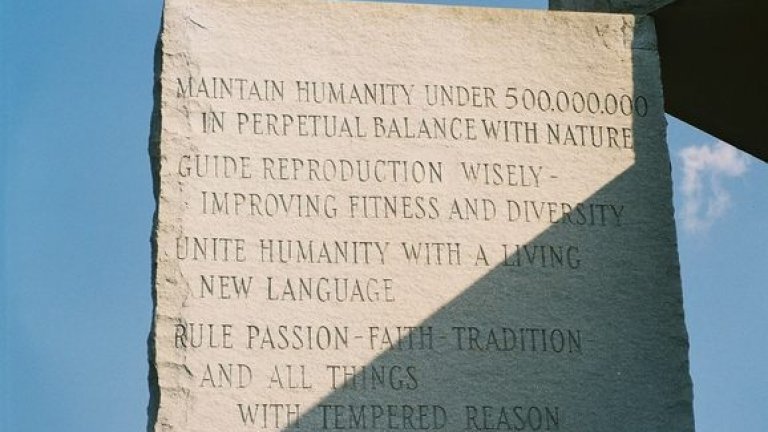 MAINTAIN HUMANITY UNDER 500.000.000
IN PERPETUAL BALANCE WITH NATURE
GUIDE REPRODUCTION WISELY-
IMPROVING FITNESS AND DIVERSITY
UNITE HUMANITY WITH A LIVING
NEW LANGUAGE
RULE PASSION-FAITH-TRADITION-
AND ALL THINGS
WITH TEMPERED REASON